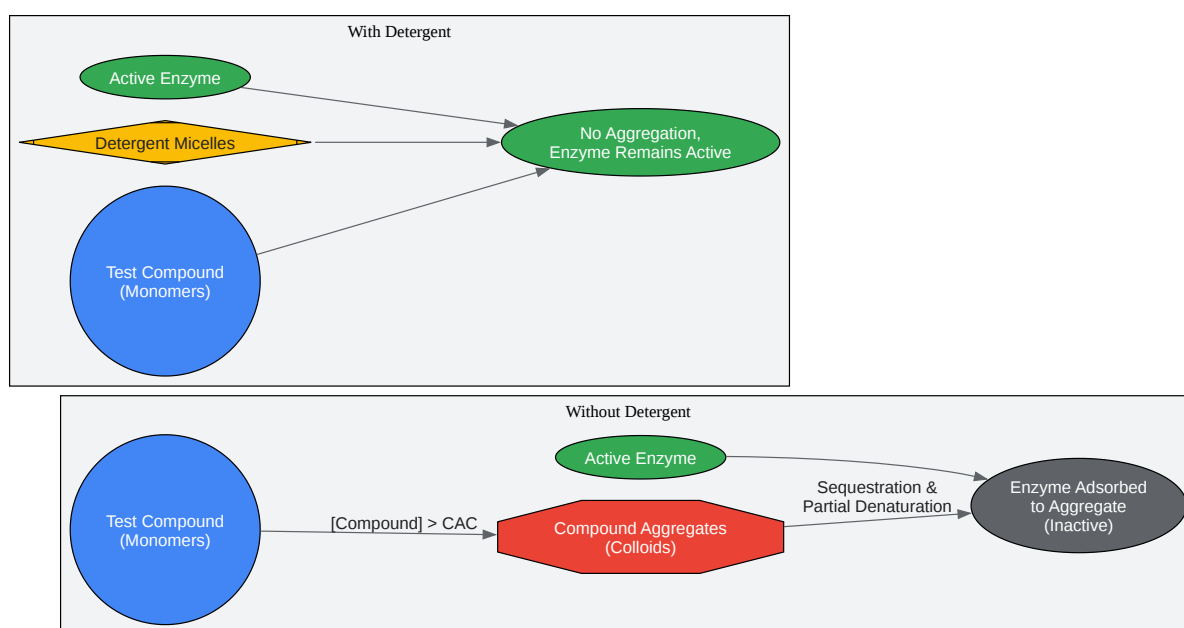 With Detergent
Active Enzyme
Detergent Micelles
No Aggregation,
Enzyme Remains Active
Test Compound
(Monomers)
Without Detergent
Active Enzyme
Test Compound
(Monomers)
[Compound] > CAC
Compound Aggregates
(Colloids)
Sequestration &
Partial Denaturation
Enzyme Adsorbed
to Aggregate
(Inactive)